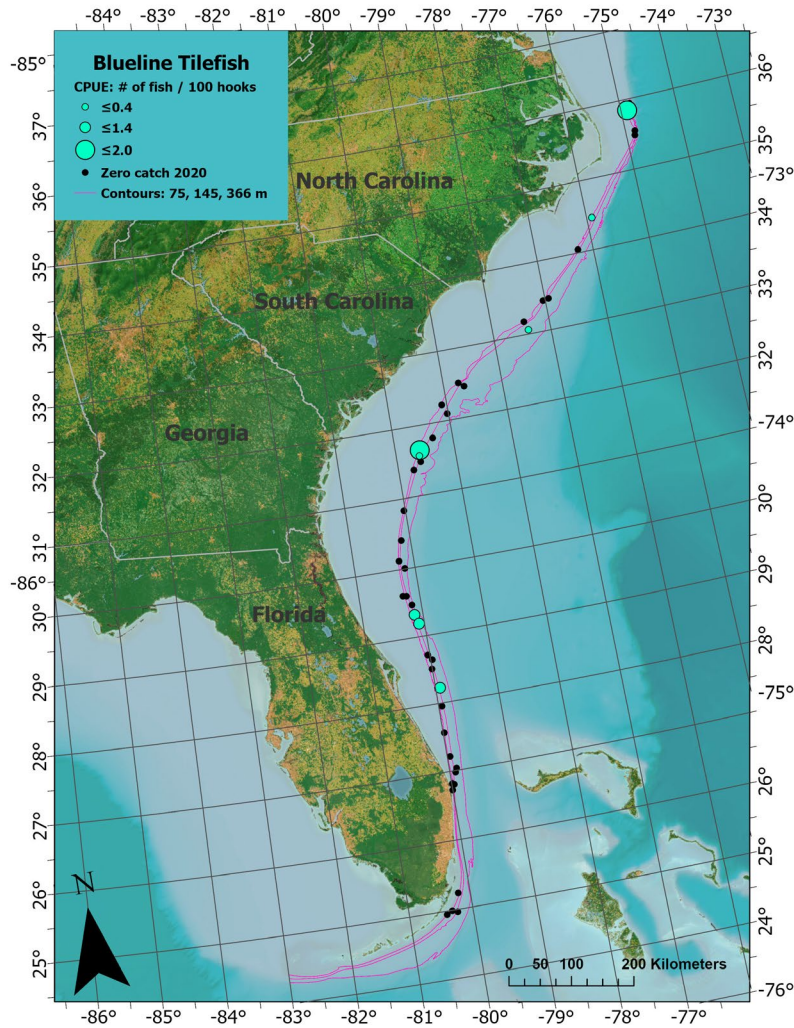 -84 -83 -82 -81 -80 -79 -78 -77 -76 -75 -74 -73
Blueline Tilefish
CPUE: # of fish / 100 hooks
≤0.4
≤1.4
≤2.0
Zero catch 2020
Contours: 75, 145, 366 m
North Carolina
South Carolina
Georgia
Florida
-85°
37°
36°
35°
34°
33°
32°
31°
-86°
30°
29°
28°
27°
26°
25°
36°
35°
-73°
34°
33°
32°
-74°
30°
29°
28°
-75°
26°
25°
24°
-76°
N
0 50 100 200 Kilometers
-86° -85° -84° -83° -82° -81° -80° -79° -78° -77°